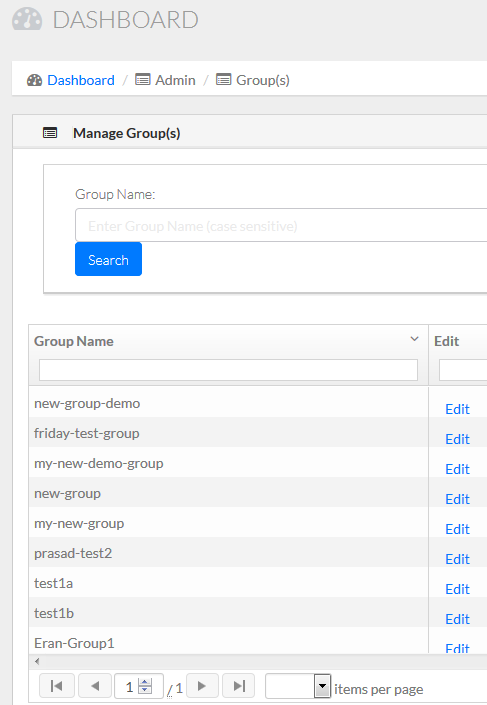 DASHBOARD
Dashboard / Admin / Group(s)
Manage Group(s)
Group Name:
Enter Group Name (case sensitive)
Search
Group Name Edit
new-group-demo Edit
friday-test-group Edit
my-new-demo-group Edit
new-group Edit
my-new-group Edit
prasad-test2 Edit
test1a Edit
test1b Edit
Eran-Group1 Edit
1 / 1 items per page